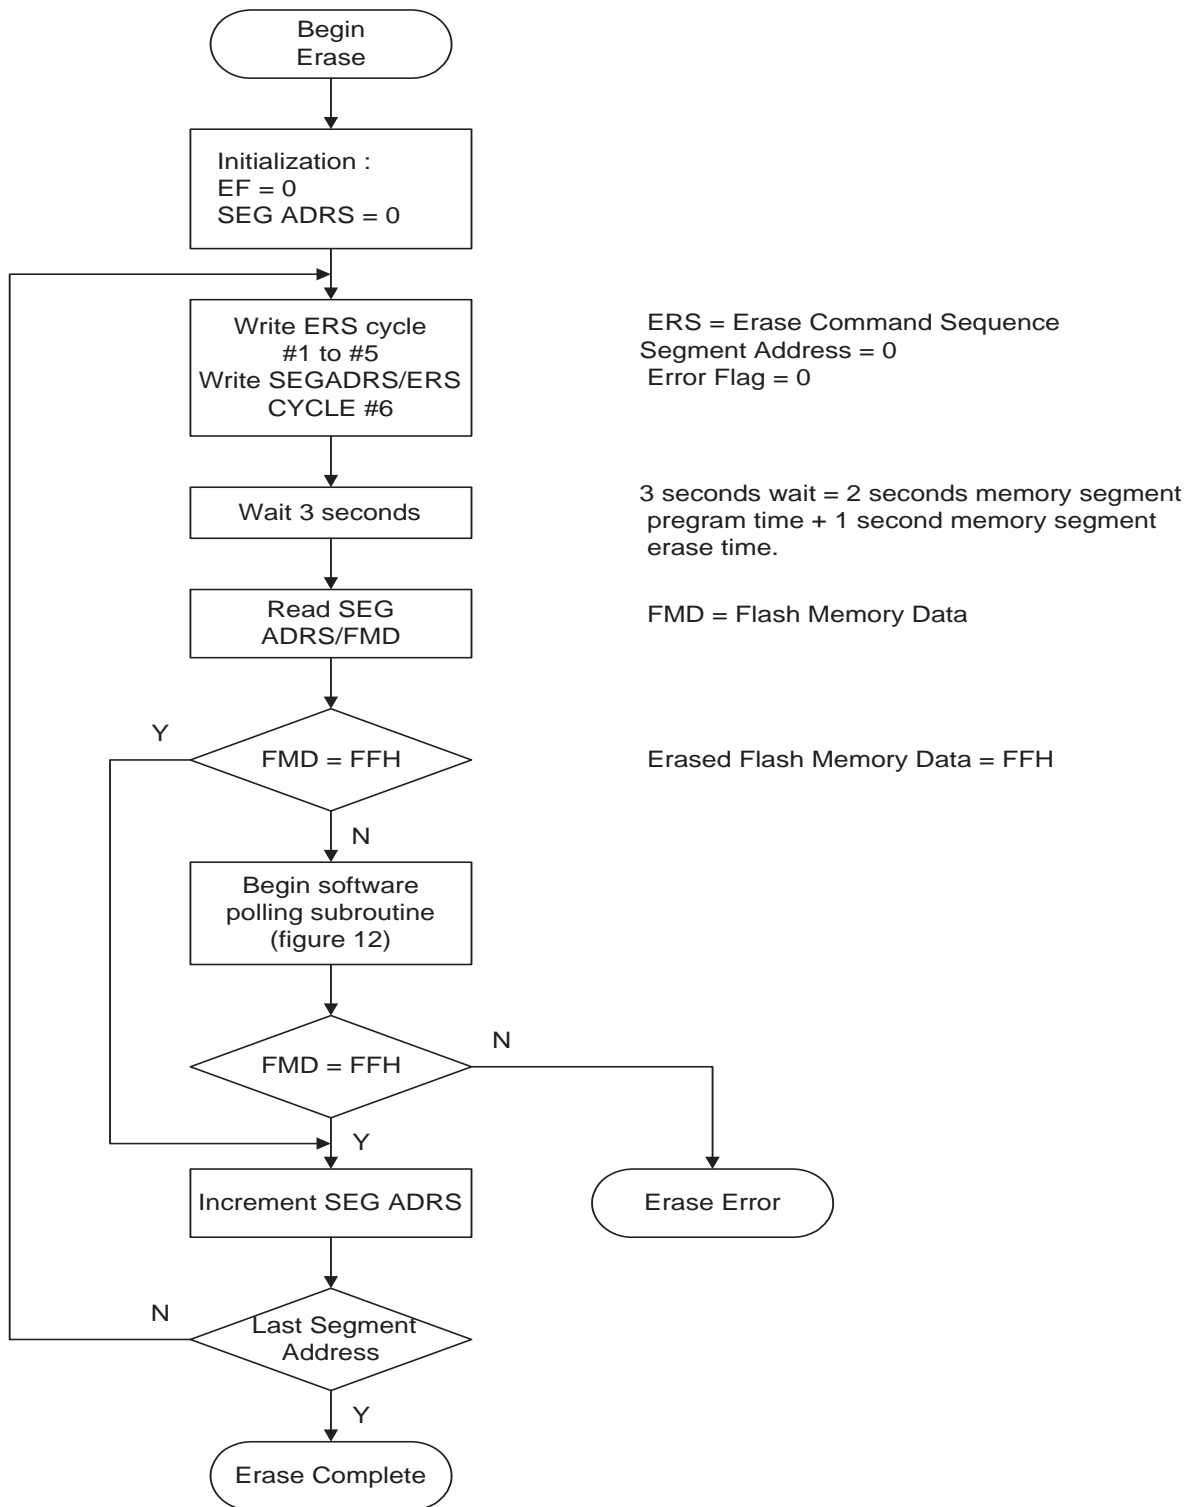 Begin
Erase
Initialization :
EF = 0
SEG ADRS = 0
Write ERS cycle
#1 to #5
Write SEGADRS/ERS
CYCLE #6
ERS = Erase Command Sequence
Segment Address = 0
Error Flag = 0
Wait 3 seconds
3 seconds wait = 2 seconds memory segment
pregram time + 1 second memory segment
erase time.
Read SEG
ADRS/FMD
FMD = Flash Memory Data
Y
FMD = FFH
Erased Flash Memory Data = FFH
N
Begin software
polling subroutine
(figure 12)
FMD = FFH
N
Y
Increment SEG ADRS
Erase Error
N
Last Segment
Address
Y
Erase Complete